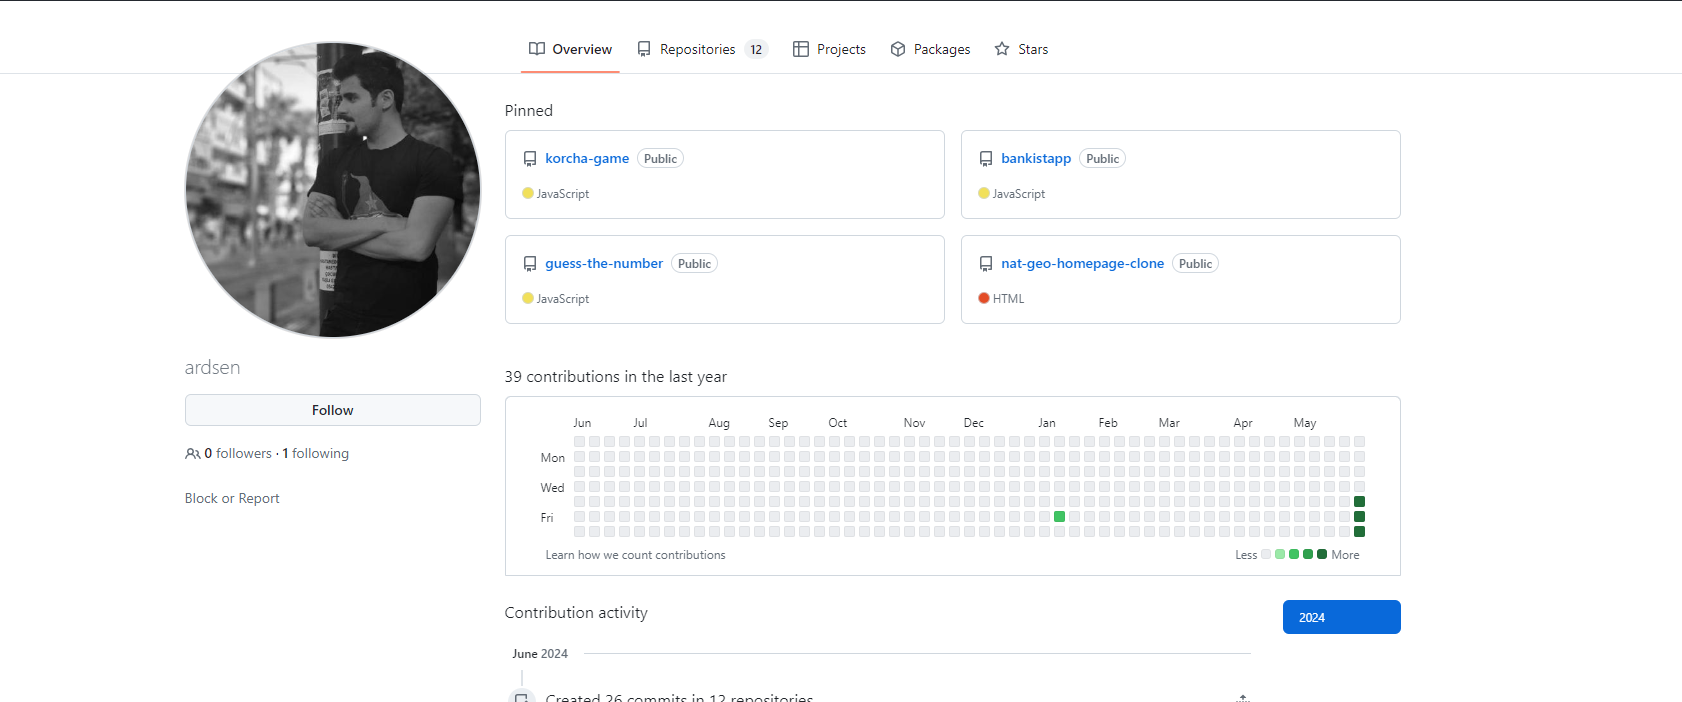 Overview Repositories 12 Projects Packages Stars
Pinned
korcha-game Public
JavaScript
bankistapp Public
JavaScript
guess-the-number Public
JavaScript
nat-geo-homepage-clone Public
HTML
ardsen
Follow
0 followers · 1 following
Block or Report
39 contributions in the last year
Jun Jul Aug Sep Oct Nov Dec Jan Feb Mar Apr May
Mon
Wed
Fri
Learn how we count contributions
Less More
Contribution activity
2024
June 2024
Created 26 commits in 12 repositories